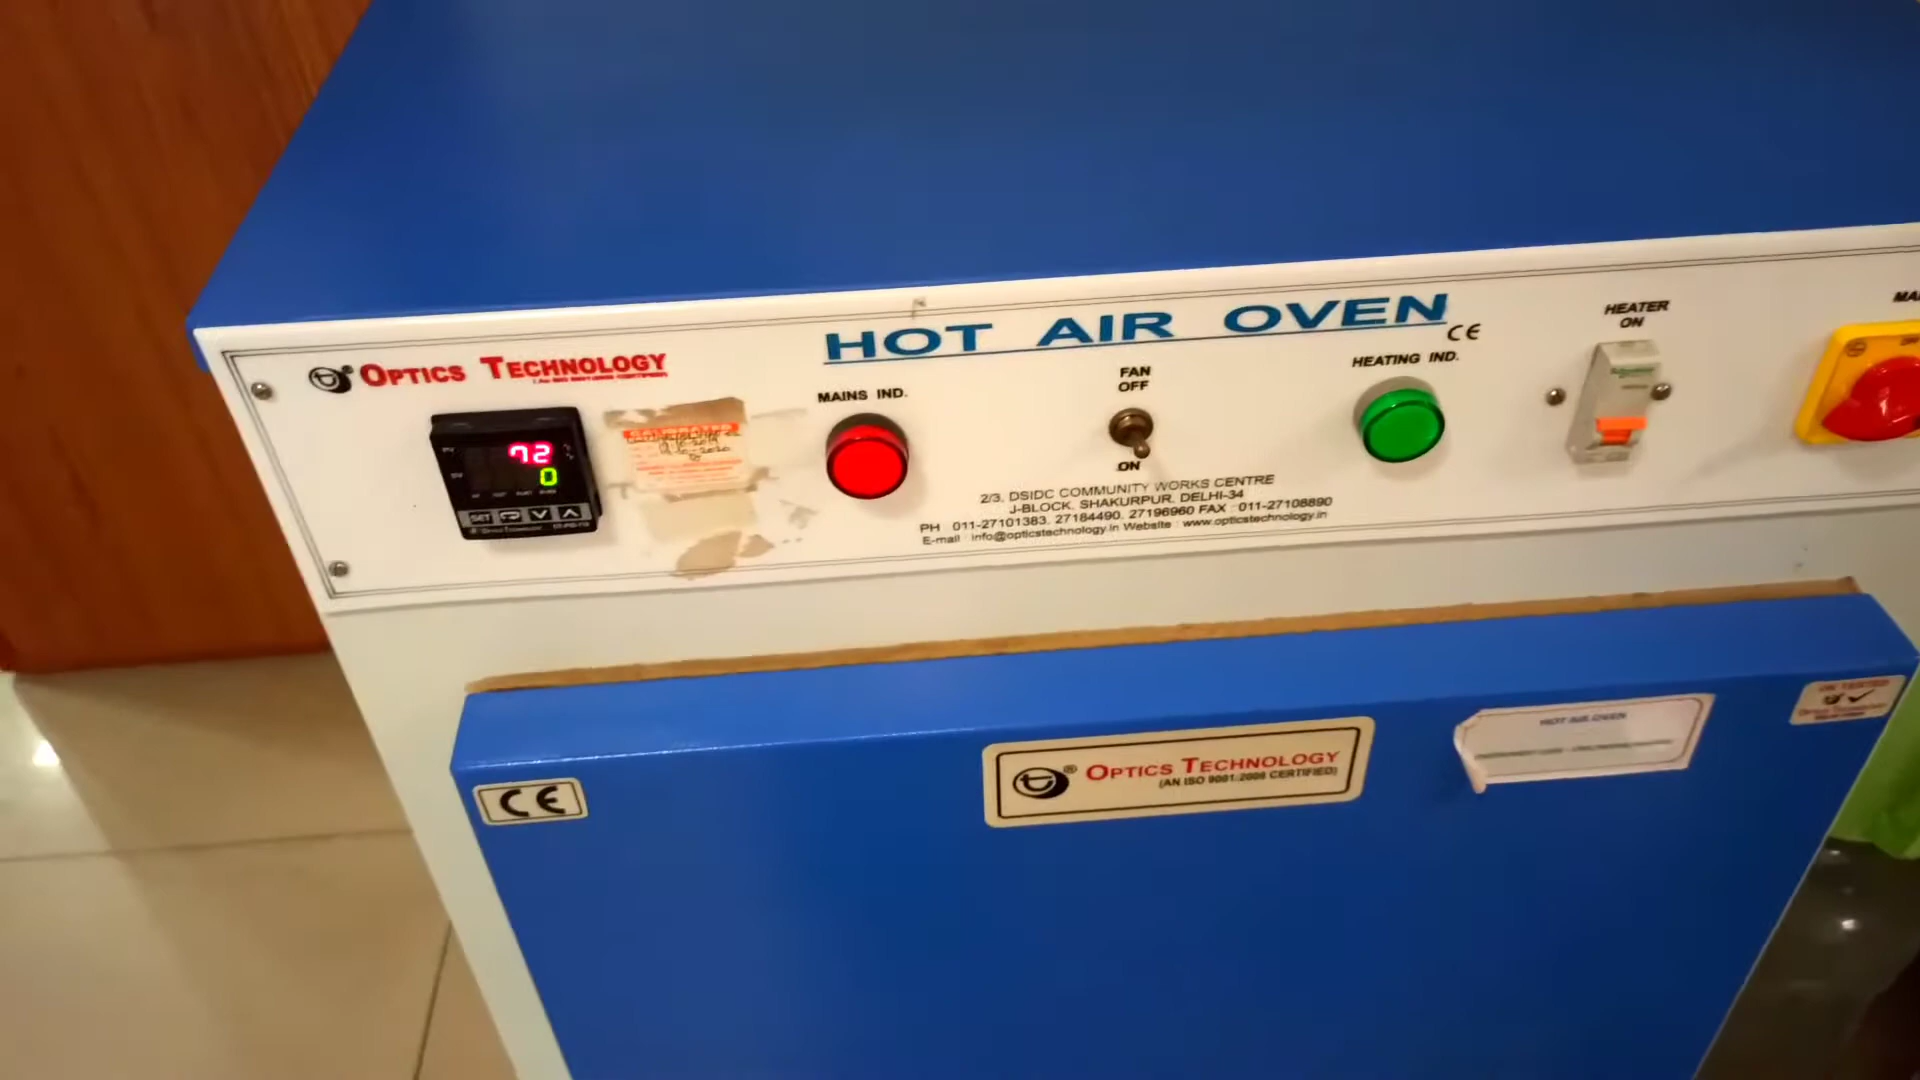 HOT AIR OVEN
CE
OPTICS TECHNOLOGY
PV 72
SV 0
SET
MAINS IND.
FAN
OFF
ON
HEATING IND.
HEATER
ON
2/3, DSIDC COMMUNITY WORKS CENTRE
J-BLOCK, SHAKURPUR, DELHI-34
PH 011-27101383, 27184490, 27196960 FAX : 011-27108890
E-mail : info@opticstechnology.in Website : www.opticstechnology.in
CE
OPTICS TECHNOLOGY
(AN ISO 9001:2008 CERTIFIED)
HOT AIR OVEN